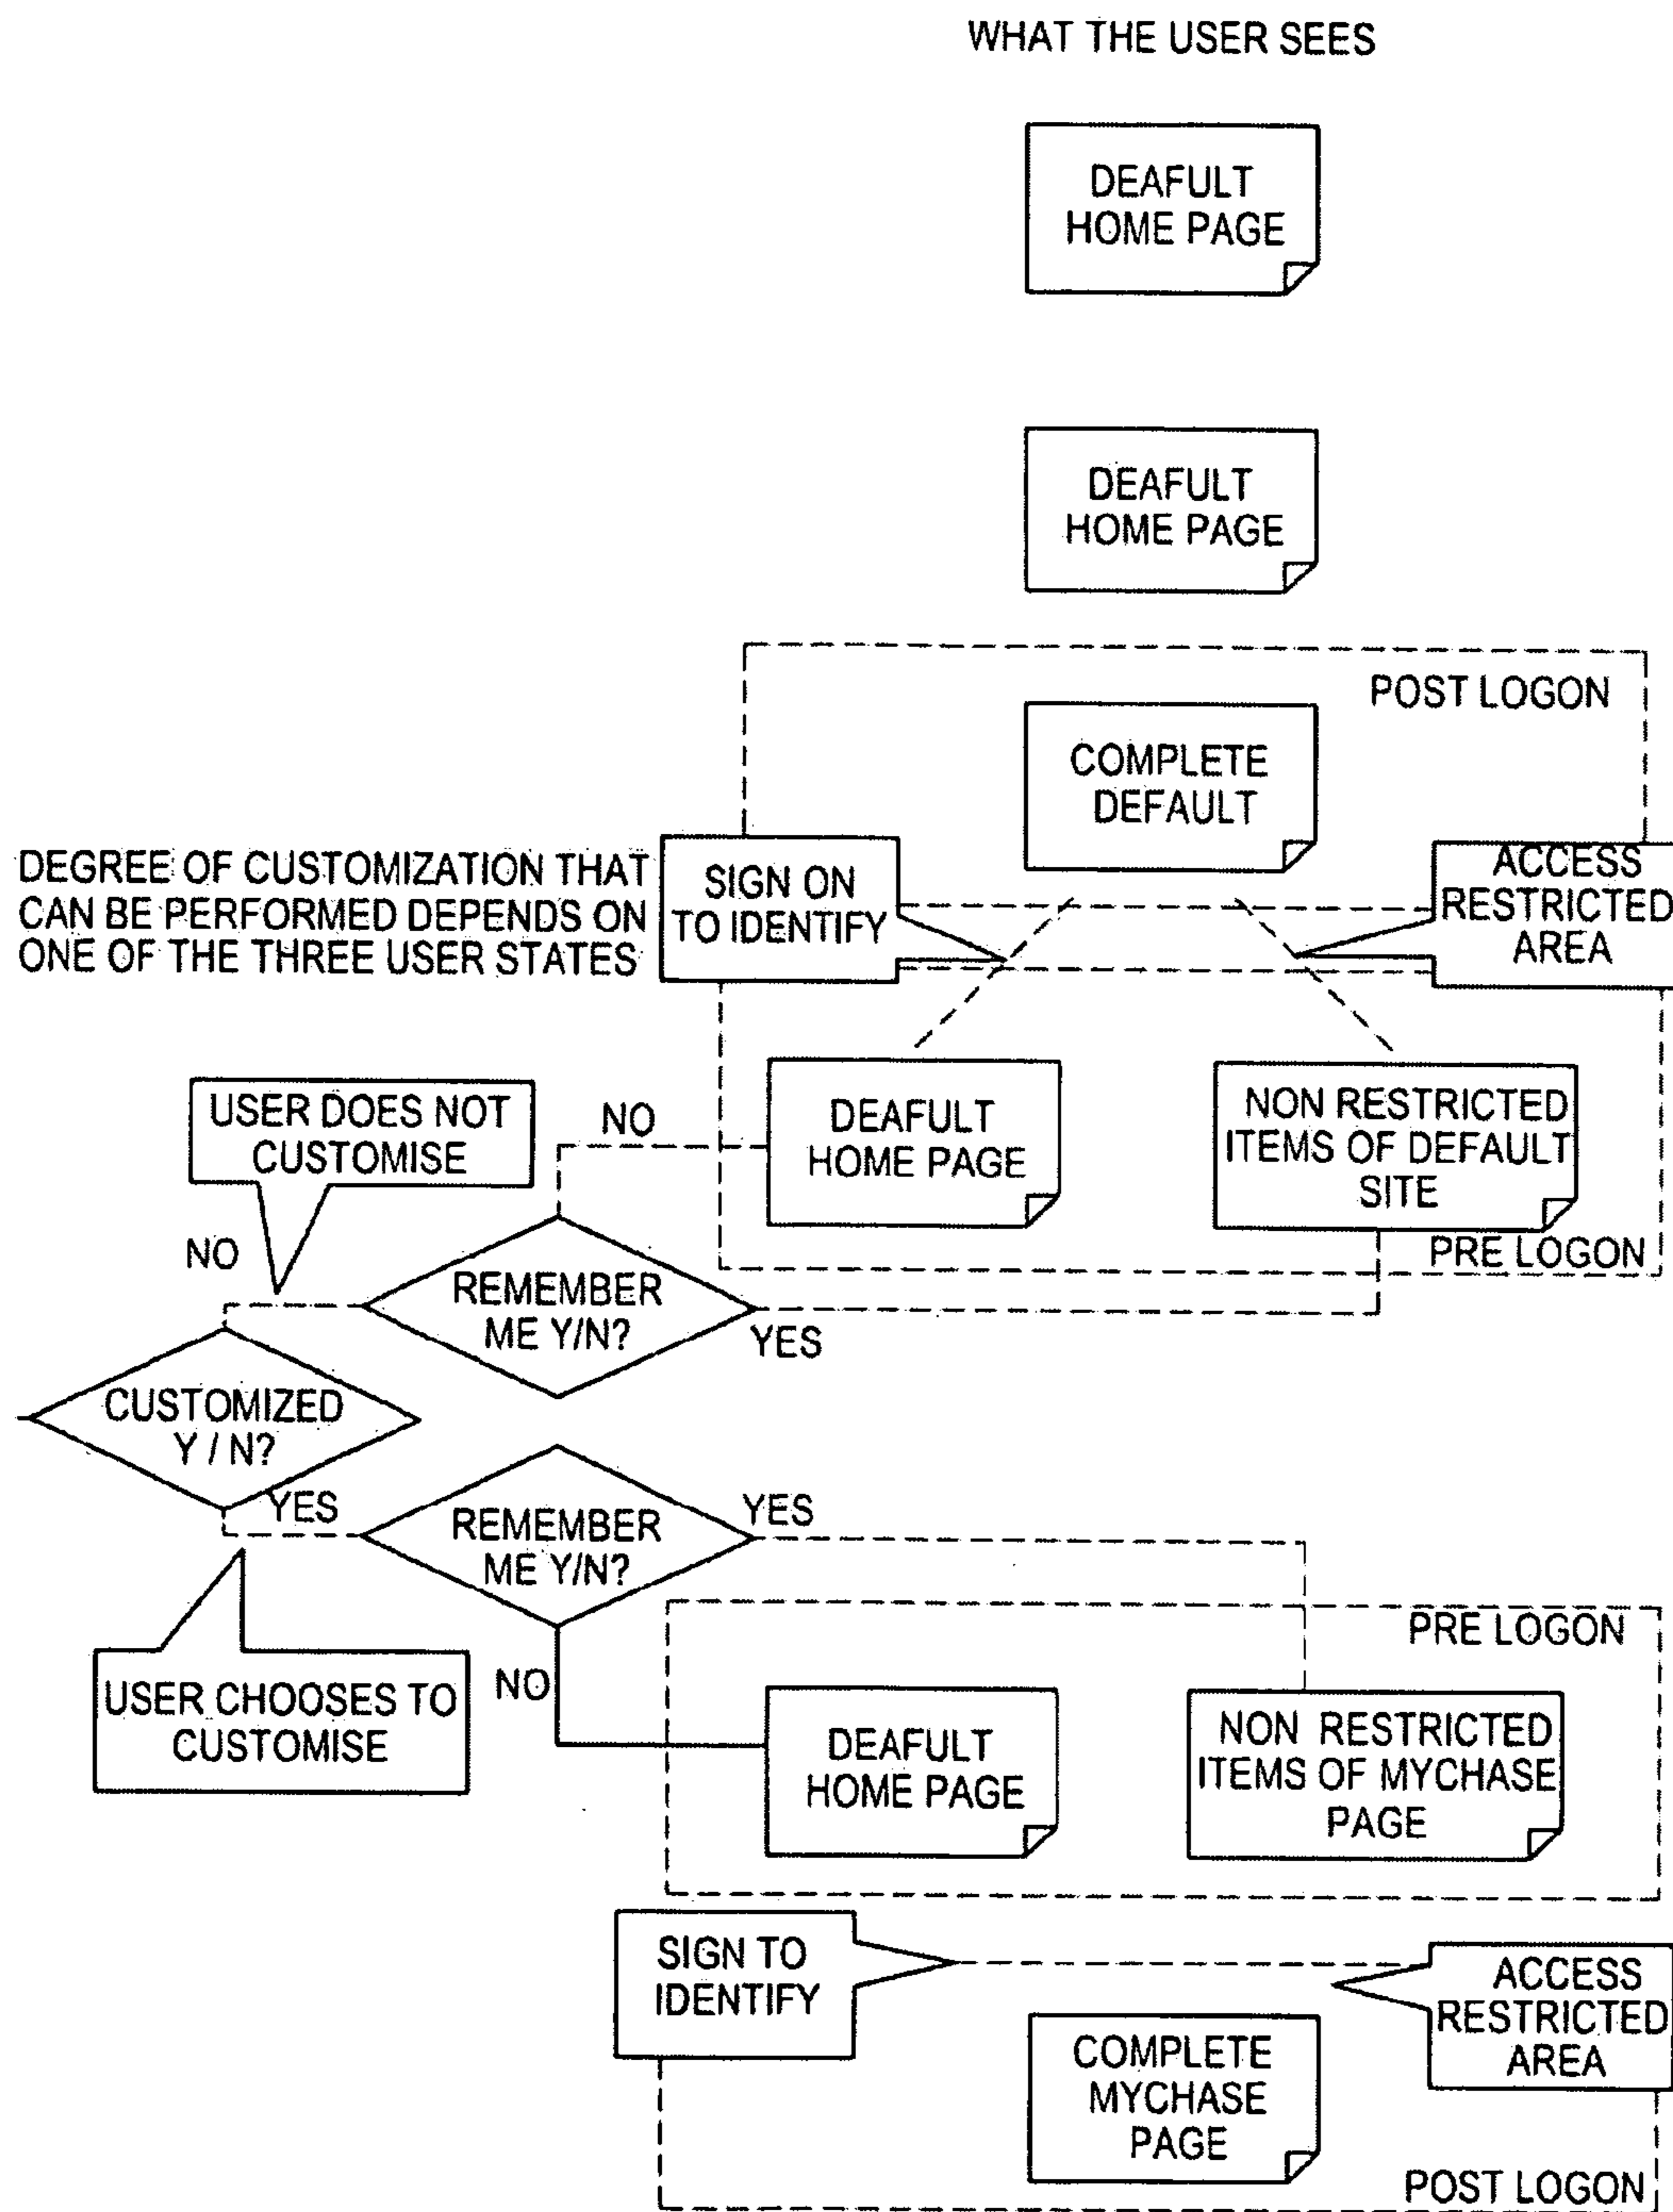 WHAT THE USER SEES
DEAFULT
HOME PAGE
DEAFULT
HOME PAGE
POST LOGON
COMPLETE
DEFAULT
DEGREE OF CUSTOMIZATION THAT
CAN BE PERFORMED DEPENDS ON
ONE OF THE THREE USER STATES
SIGN ON
TO IDENTIFY
ACCESS
RESTRICTED
AREA
USER DOES NOT
CUSTOMISE
NO
DEAFULT
HOME PAGE
NON RESTRICTED
ITEMS OF DEFAULT
SITE
NO
PRE LOGON
REMEMBER
ME Y/N?
YES
CUSTOMIZED
Y / N?
YES
REMEMBER
ME Y/N?
YES
PRE LOGON
USER CHOOSES TO
CUSTOMISE
NO
DEAFULT
HOME PAGE
NON RESTRICTED
ITEMS OF MYCHASE
PAGE
SIGN TO
IDENTIFY
ACCESS
RESTRICTED
AREA
COMPLETE
MYCHASE
PAGE
POST LOGON